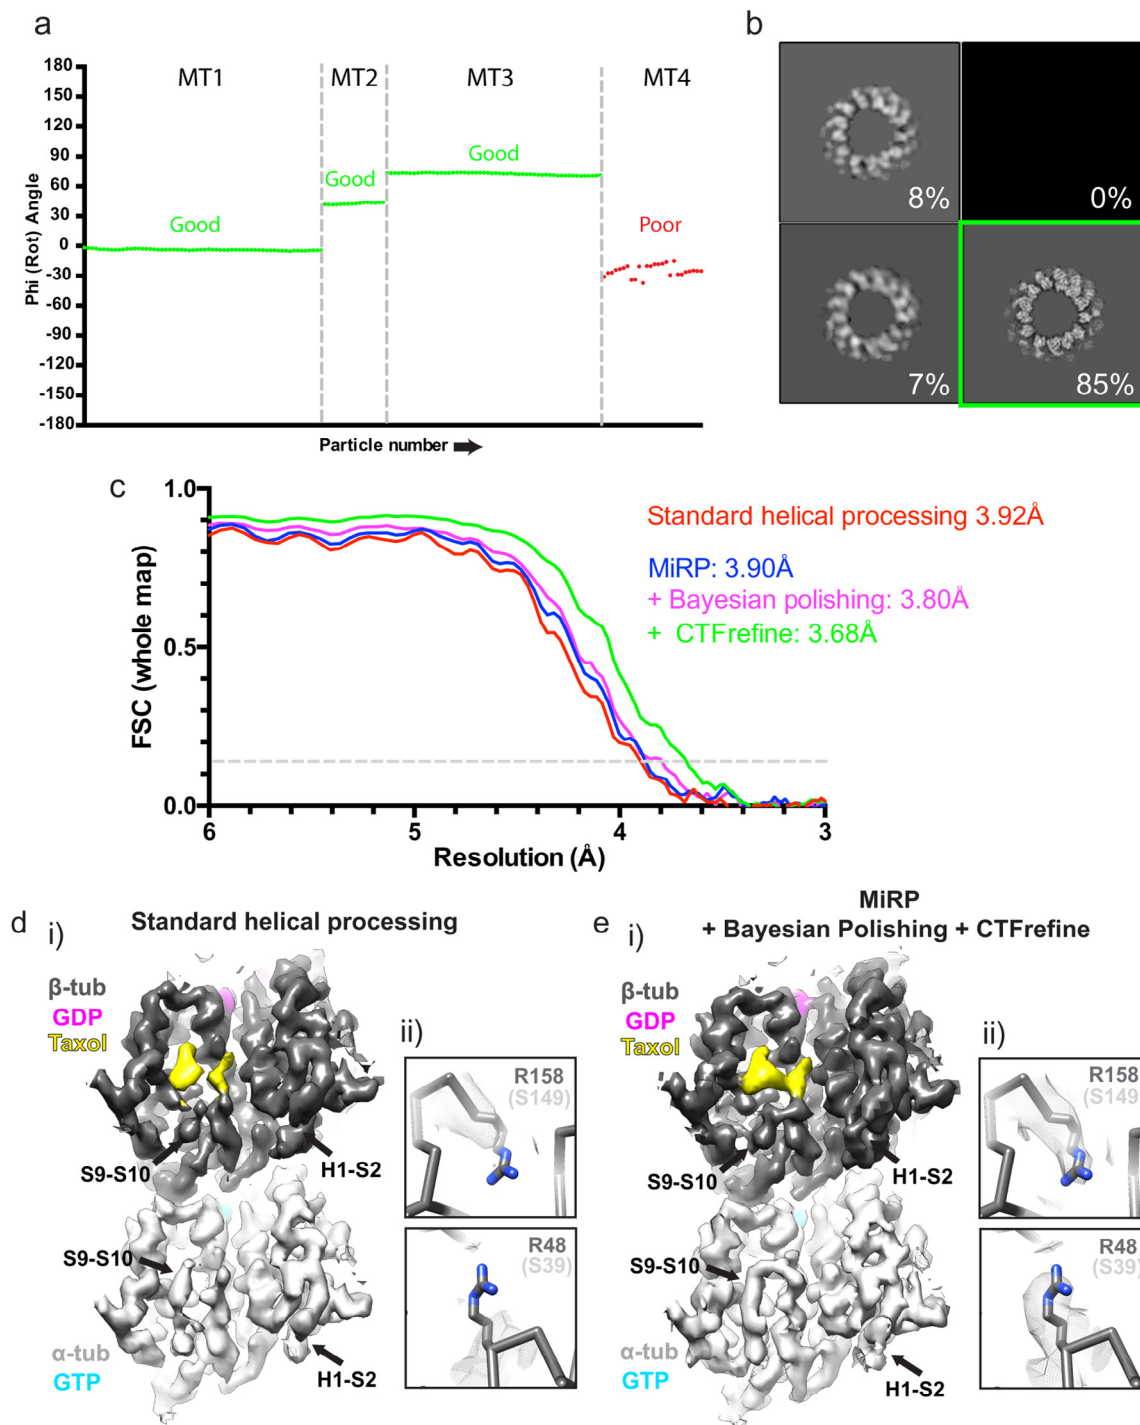 a
180
150
120
90
60
30
0
-30
-60
-90
-120
-150
-180
Phi (Rot) Angle
MT1
MT2
MT3
MT4
Good
Good
Good
Poor
Particle number
b
8%
0%
7%
85%
c
1.0
0.5
0.0
FSC (whole map)
6
5
4
3
Resolution (Å)
Standard helical processing 3.92Å
MiRP: 3.90Å
+ Bayesian polishing: 3.80Å
+ CTFrefine: 3.68Å
d
i)
Standard helical processing
β-tub
GDP
Taxol
S9-S10
H1-S2
S9-S10
α-tub
GTP
H1-S2
ii)
R158
(S149)
R48
(S39)
e
i)
MiRP
+ Bayesian Polishing + CTFrefine
β-tub
GDP
Taxol
S9-S10
H1-S2
S9-S10
α-tub
GTP
H1-S2
ii)
R158
(S149)
R48
(S39)